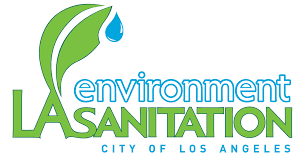 environment
LASANITATION
CITY OF LOS ANGELES